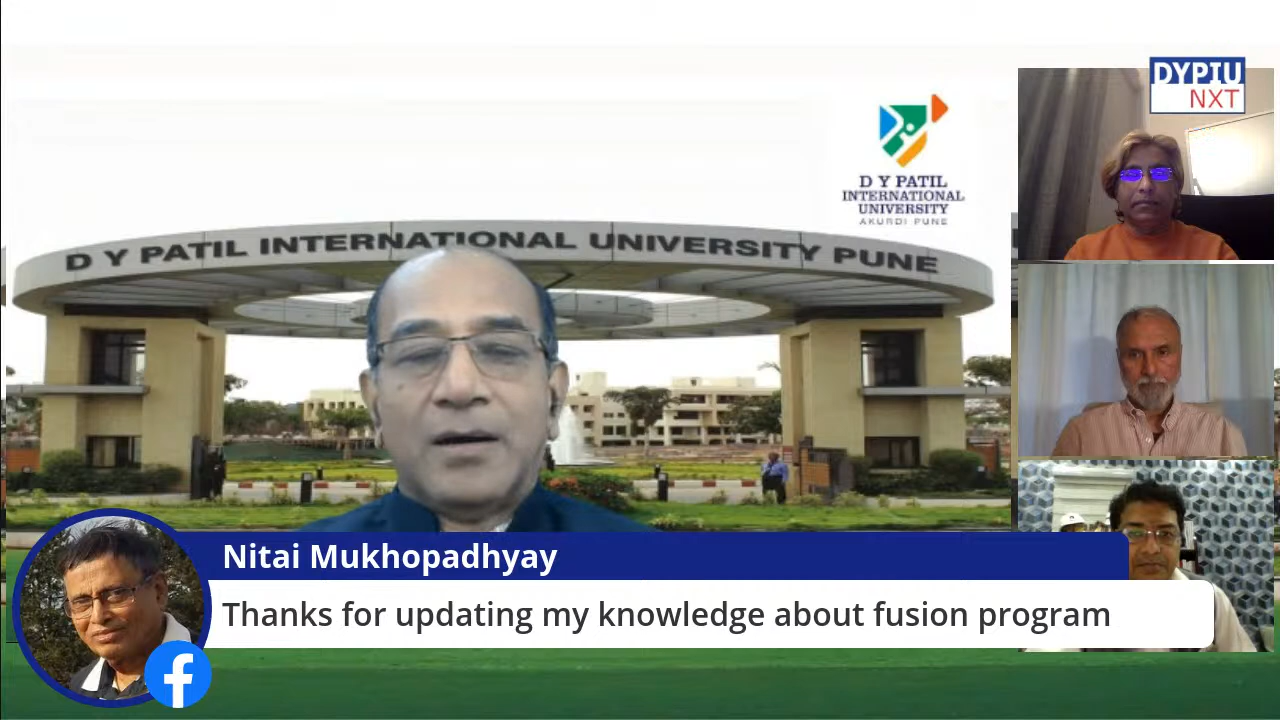 DYPIU
NXT
D Y PATIL
INTERNATIONAL
UNIVERSITY
AKURDI PUNE
D Y PATIL INTERNATIONAL UNIVERSITY PUNE
Nitai Mukhopadhyay
Thanks for updating my knowledge about fusion program